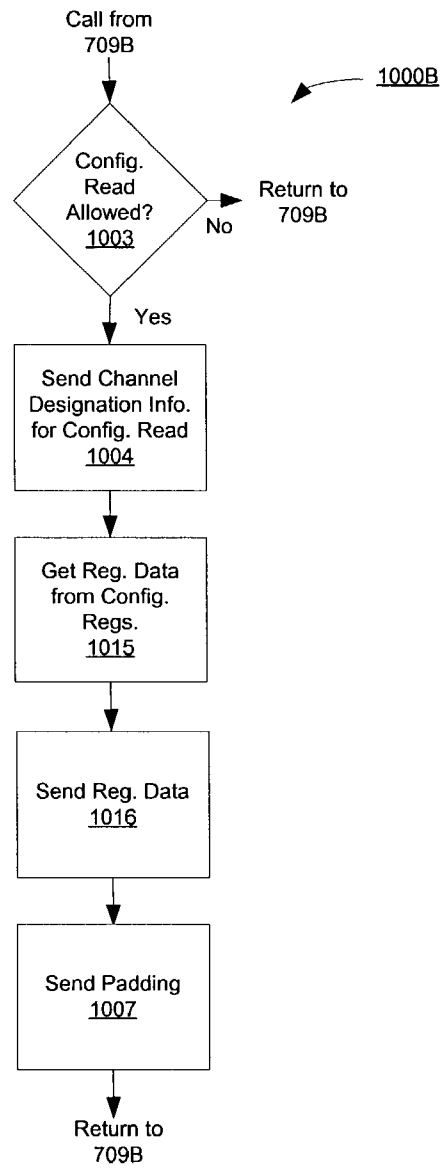 Call from
709B
1000B
Config.
Read
Allowed?
1003
No
Return to
709B
Yes
Send Channel
Designation Info.
for Config. Read
1004
Get Reg. Data
from Config.
Regs.
1015
Send Reg. Data
1016
Send Padding
1007
Return to
709B